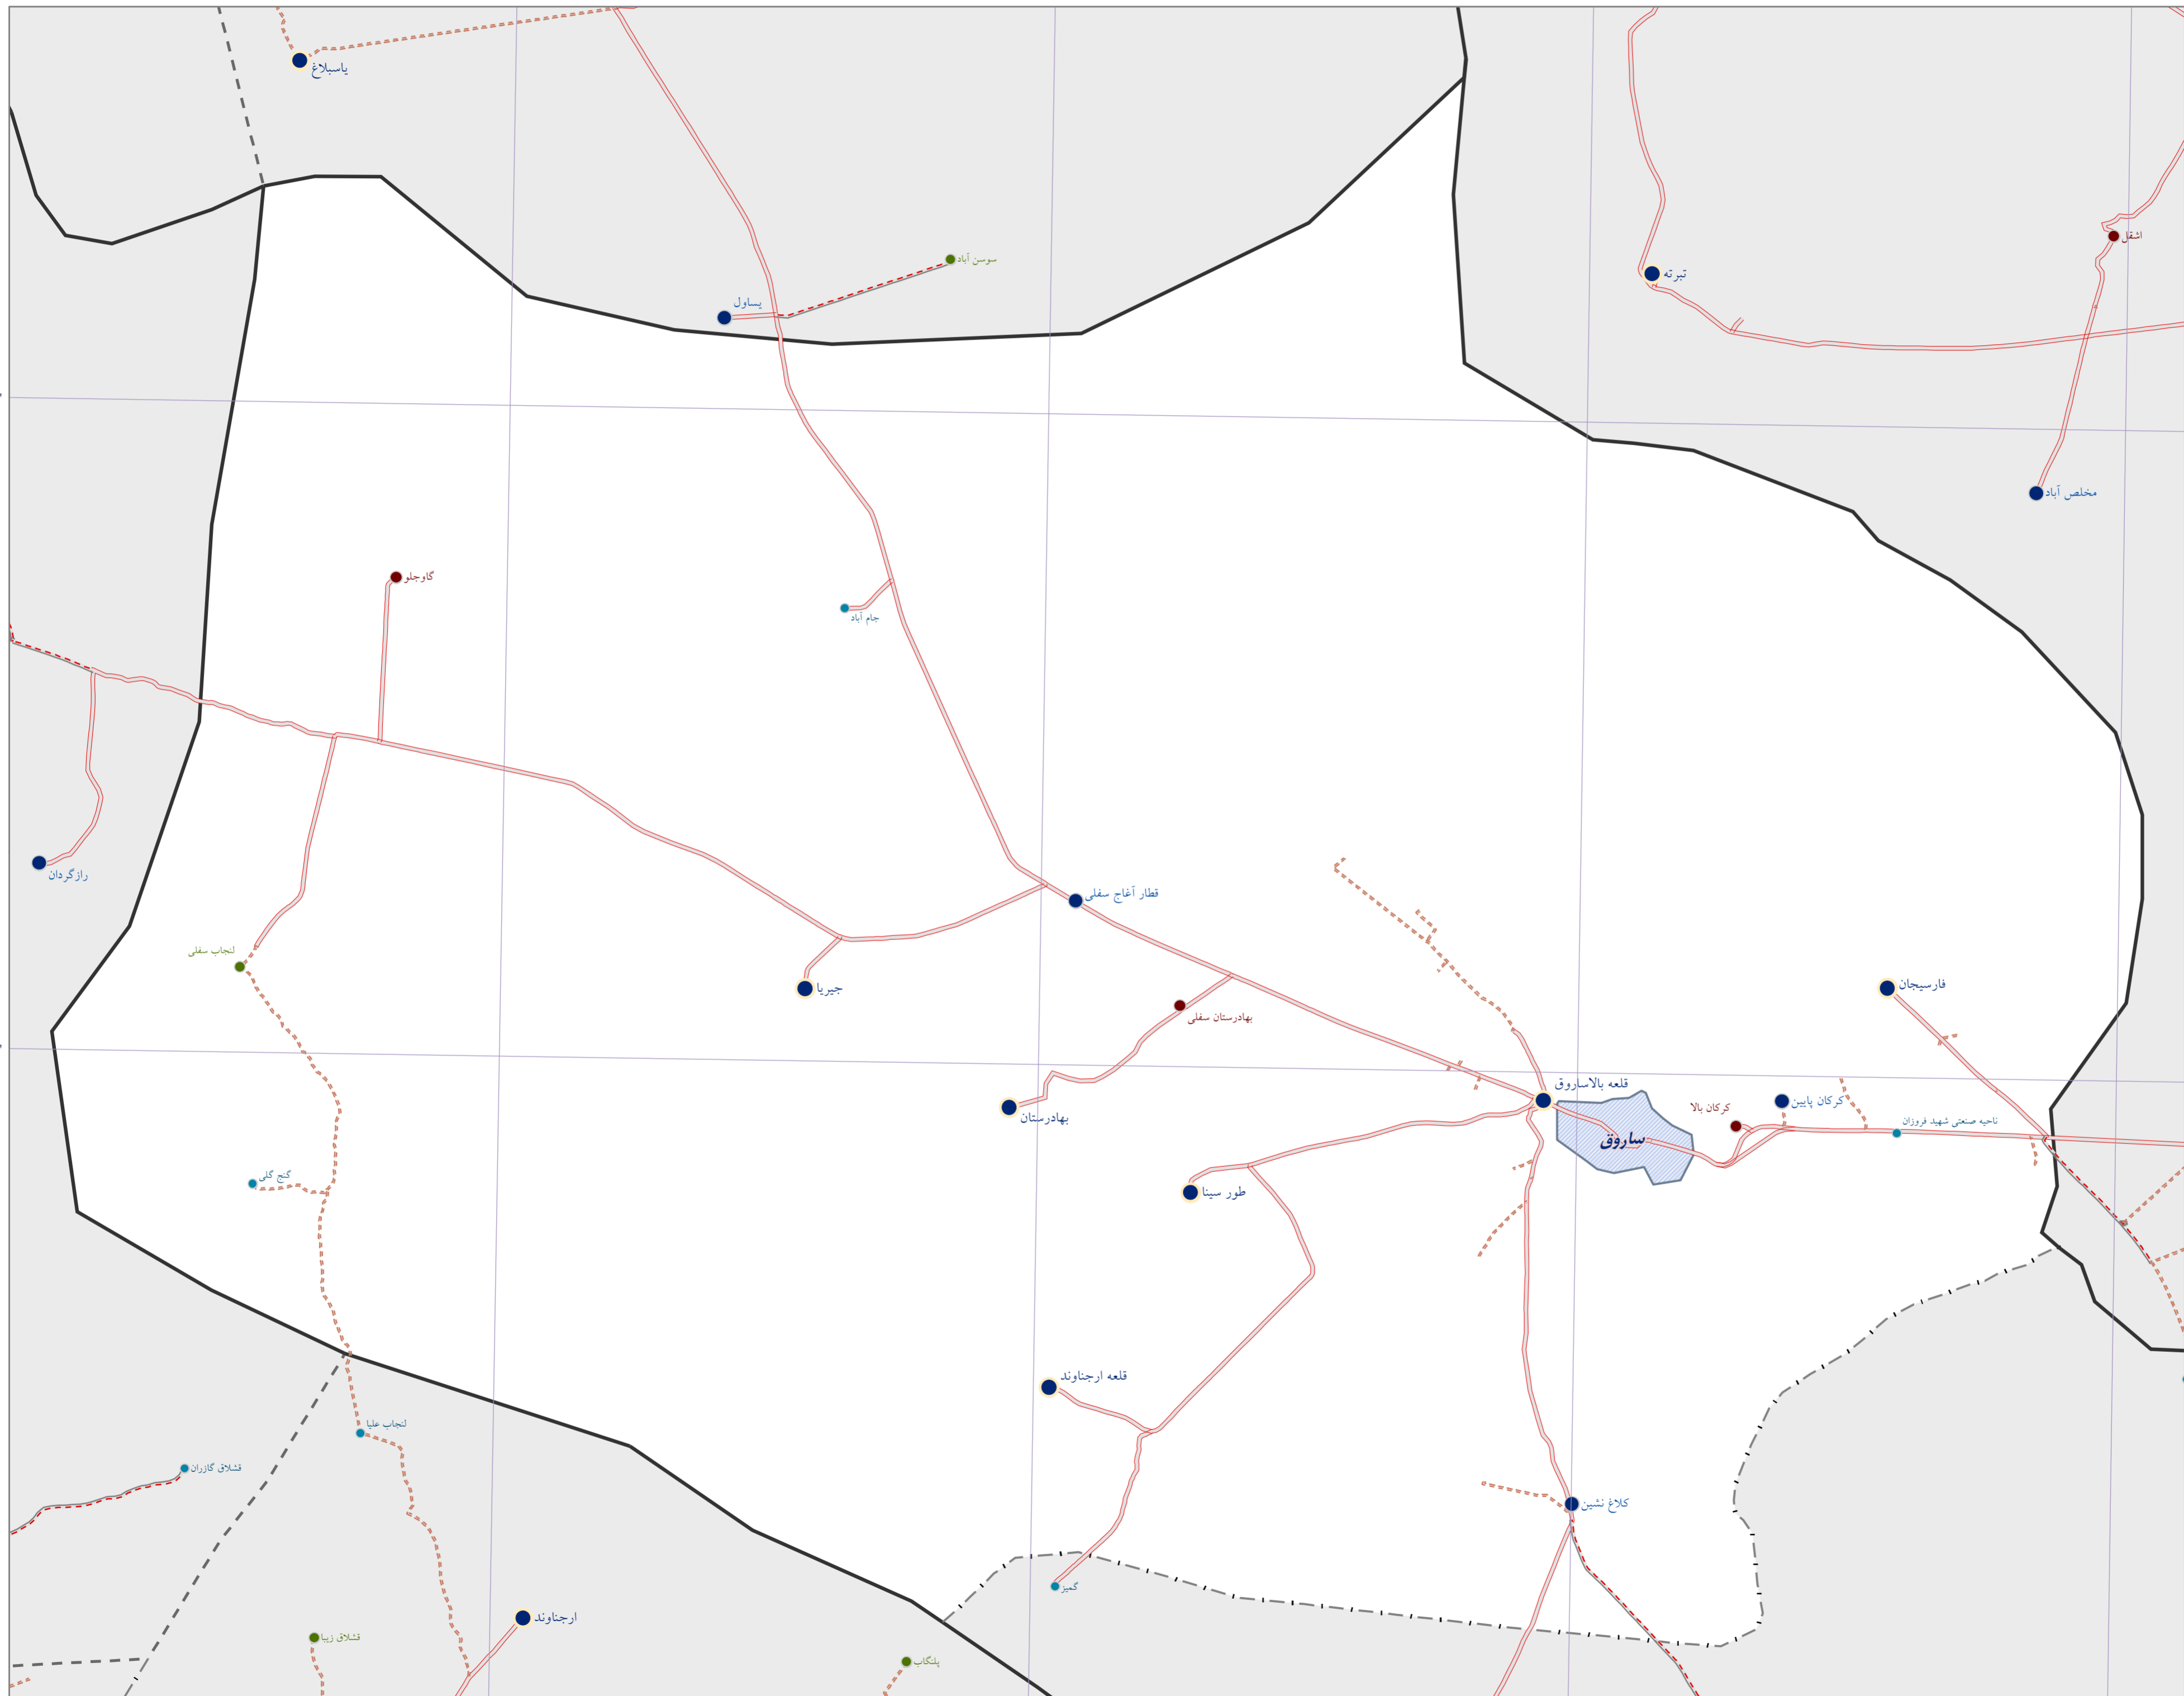 یاسبلاغ
اشقل
سوسن آباد
تبرته
یساول
مخلص آباد
گاوجلو
جام آباد
رازگردان
قطار آغاج سفلی
لنجاب سفلی
جیریا
فارسیجان
بهادرستان سفلی
قلعه بالاساروق
کرکان پایین
کرکان بالا
بهادرستان
ناحیه صنعتی شهید فروزان
ساروق
گنج گلی
طور سینا
قلعه ارجناوند
لنجاب علیا
قشلاق گازران
کلاغ نشین
گمیز
ارجناوند
قشلاق زیبا
پلنگاب